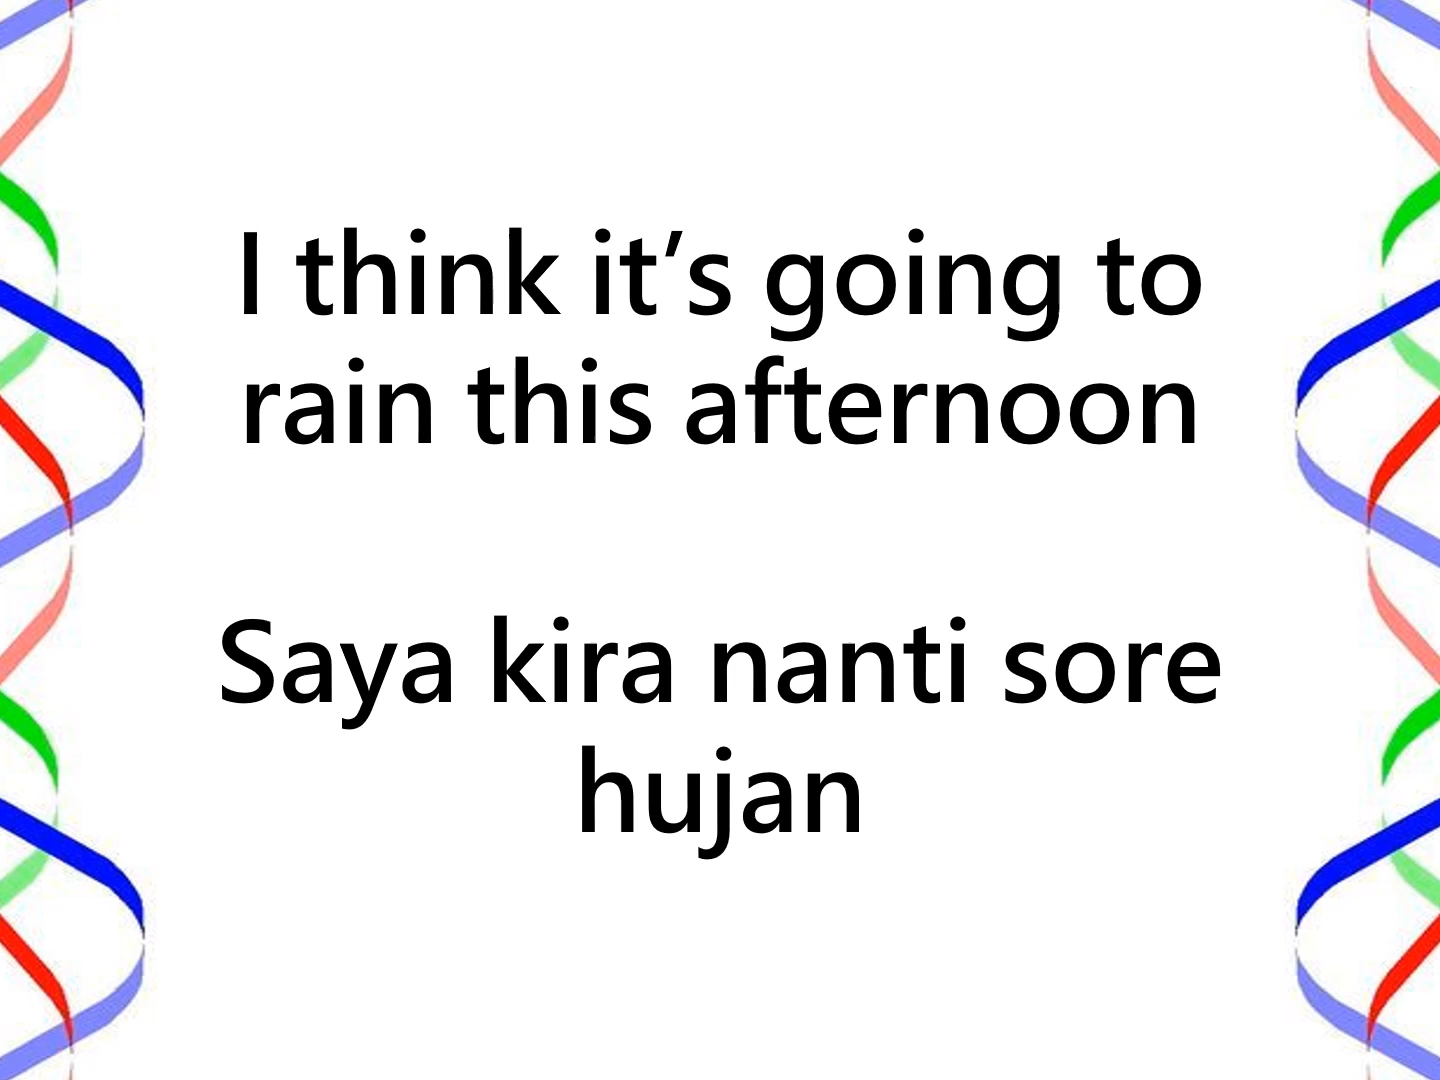 I think it’s going to
rain this afternoon
Saya kira nanti sore
hujan